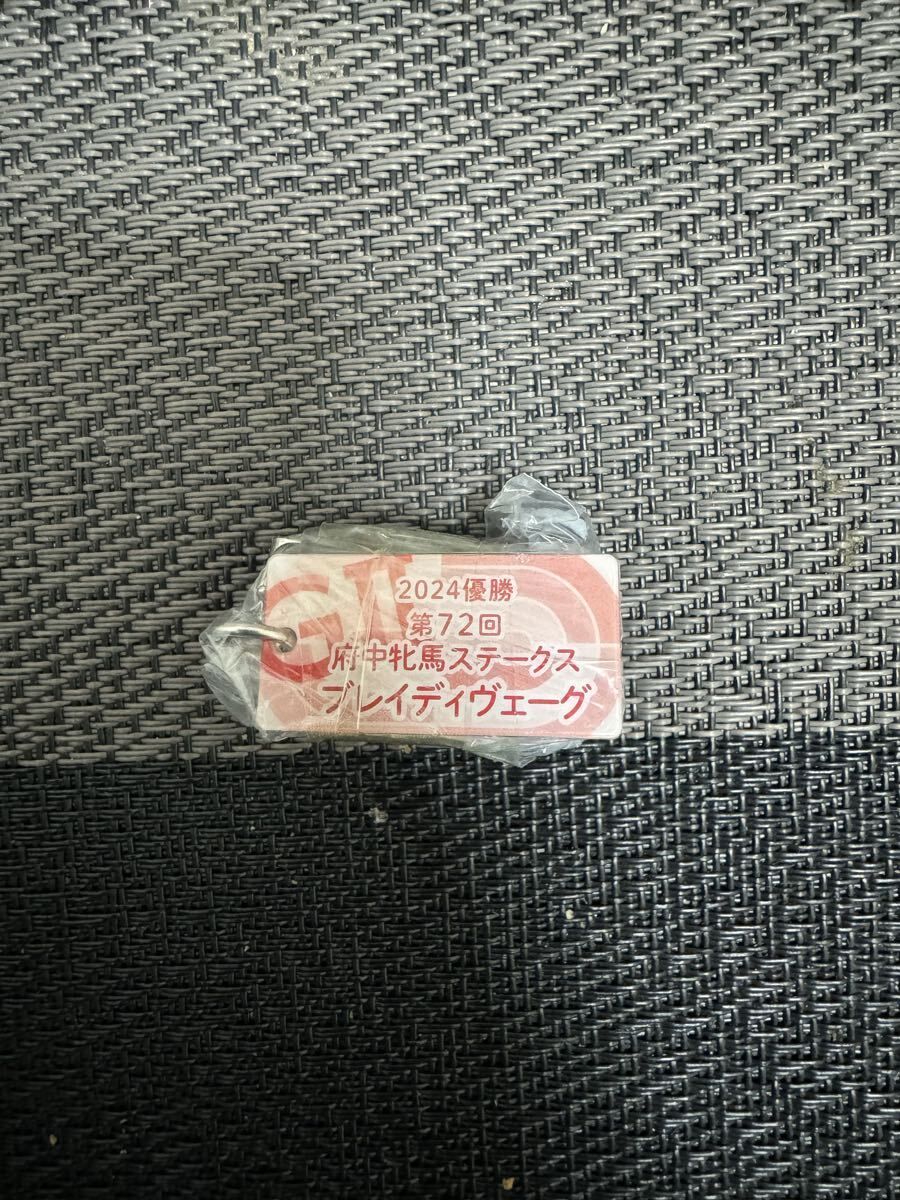 GII
2024優勝
第72回
府中牝馬ステークス
ブレイディヴェーグ